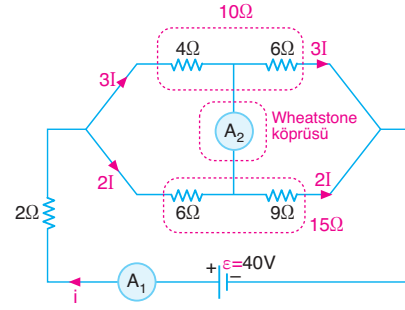 10Ω
4Ω 6Ω 3I
3I
A₂ Wheatstone
köprüsü
2I 2I
6Ω 9Ω
2Ω 15Ω
+ ε=40V
–
A₁
i